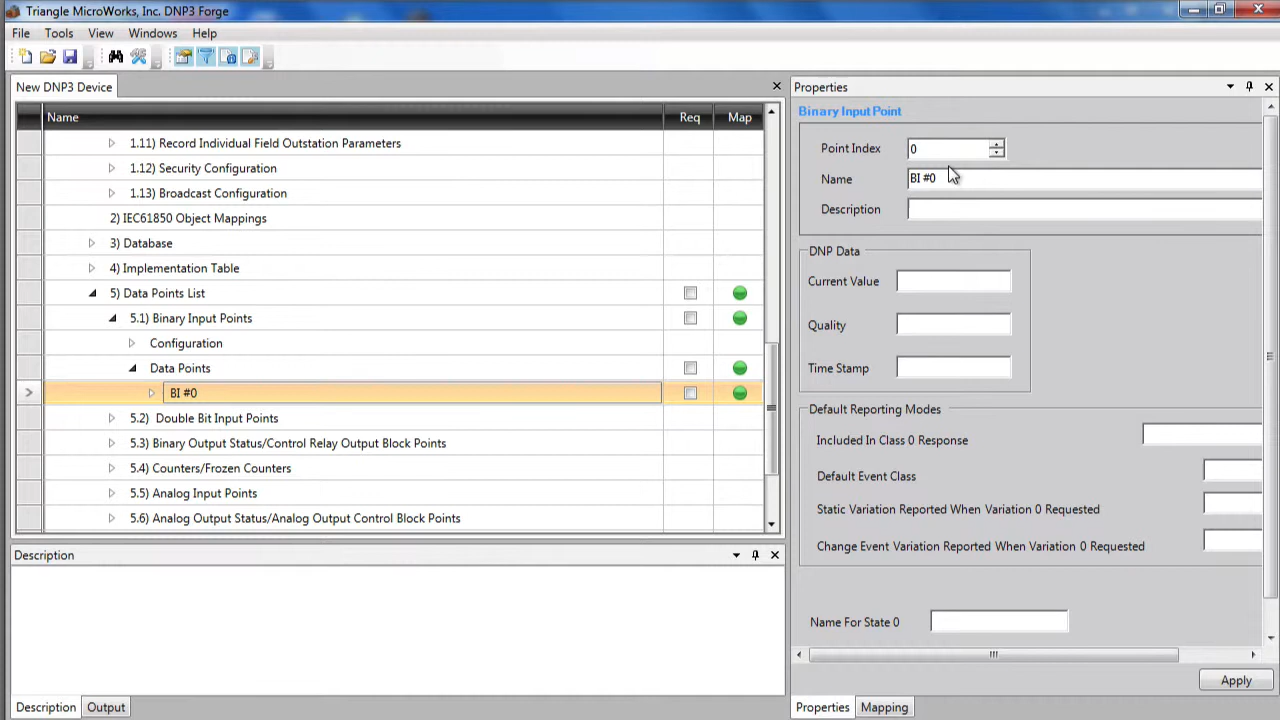 Triangle MicroWorks, Inc. DNP3 Forge
File Tools View Windows Help
New DNP3 Device
Name Req Map
1.11) Record Individual Field Outstation Parameters
1.12) Security Configuration
1.13) Broadcast Configuration
2) IEC61850 Object Mappings
3) Database
4) Implementation Table
5) Data Points List
5.1) Binary Input Points
Configuration
Data Points
BI #0
5.2) Double Bit Input Points
5.3) Binary Output Status/Control Relay Output Block Points
5.4) Counters/Frozen Counters
5.5) Analog Input Points
5.6) Analog Output Status/Analog Output Control Block Points
Description
Description Output
Properties
Binary Input Point
Point Index 0
Name BI #0
Description
DNP Data
Current Value
Quality
Time Stamp
Default Reporting Modes
Included In Class 0 Response
Default Event Class
Static Variation Reported When Variation 0 Requested
Change Event Variation Reported When Variation 0 Requested
Name For State 0
Apply
Properties Mapping